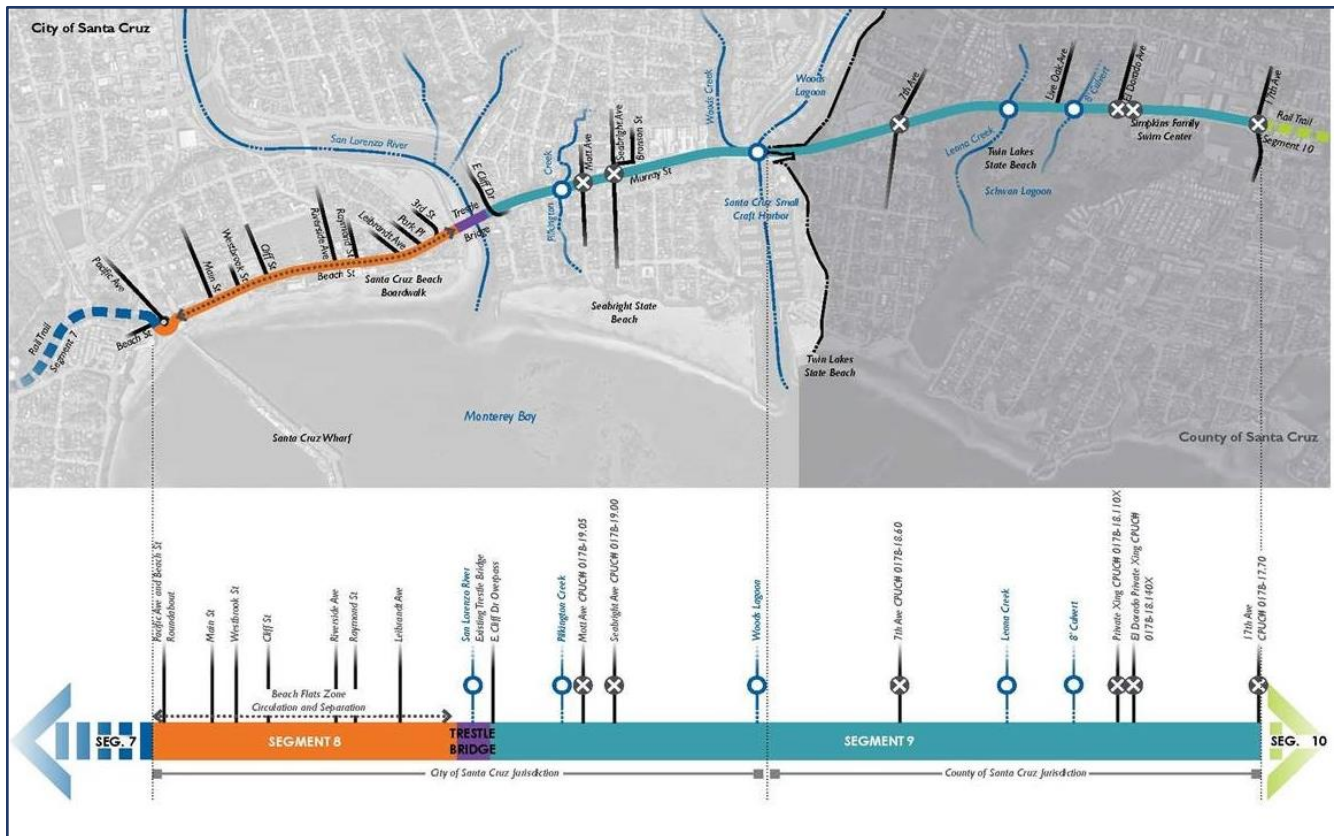 City of Santa Cruz
San Lorenzo River
Pilkington
Creek
Mott Ave
Seabright Ave
Bronson St
Murray St
Woods Creek
Woods
Lagoon
7th Ave
Leona Creek
Live Oak Ave
8' Culvert
El Dorado Ave
Simpkins Family
Swim Center
17th Ave
Rail Trail
Segment 10
Twin Lakes
State Beach
Schwan Lagoon
Santa Cruz Small
Craft Harbor
E. Cliff Dr
Trestle
Bridge
3rd St
Park Pl
Leibrandt Ave
Raymond St
Riverside Ave
Beach St
Santa Cruz Beach
Boardwalk
Cliff St
Westbrook St
Main St
Pacific Ave
Beach St
Rail Trail
Segment 7
Seabright State
Beach
Twin Lakes
State Beach
Monterey Bay
Santa Cruz Wharf
County of Santa Cruz
Pacific Ave and Beach St
Roundabout
Main St
Westbrook St
Cliff St
Riverside Ave
Raymond St
Leibrandt Ave
San Lorenzo River
Existing Trestle Bridge
E. Cliff Dr Overpass
Pilkington Creek
Mott Ave CPUC# 017B-19.05
Seabright Ave CPUC# 017B-19.00
Woods Lagoon
7th Ave CPUC# 017B-18.60
Leona Creek
8' Culvert
Private Xing CPUC# 017B-18.110X
El Dorado Private Xing CPUC#
017B-18.140X
17th Ave
CPUC# 017B-17.70
Beach Flats Zone
Circulation and Separation
SEG. 7
SEGMENT 8
TRESTLE
BRIDGE
SEGMENT 9
SEG. 10
City of Santa Cruz Jurisdiction
County of Santa Cruz Jurisdiction